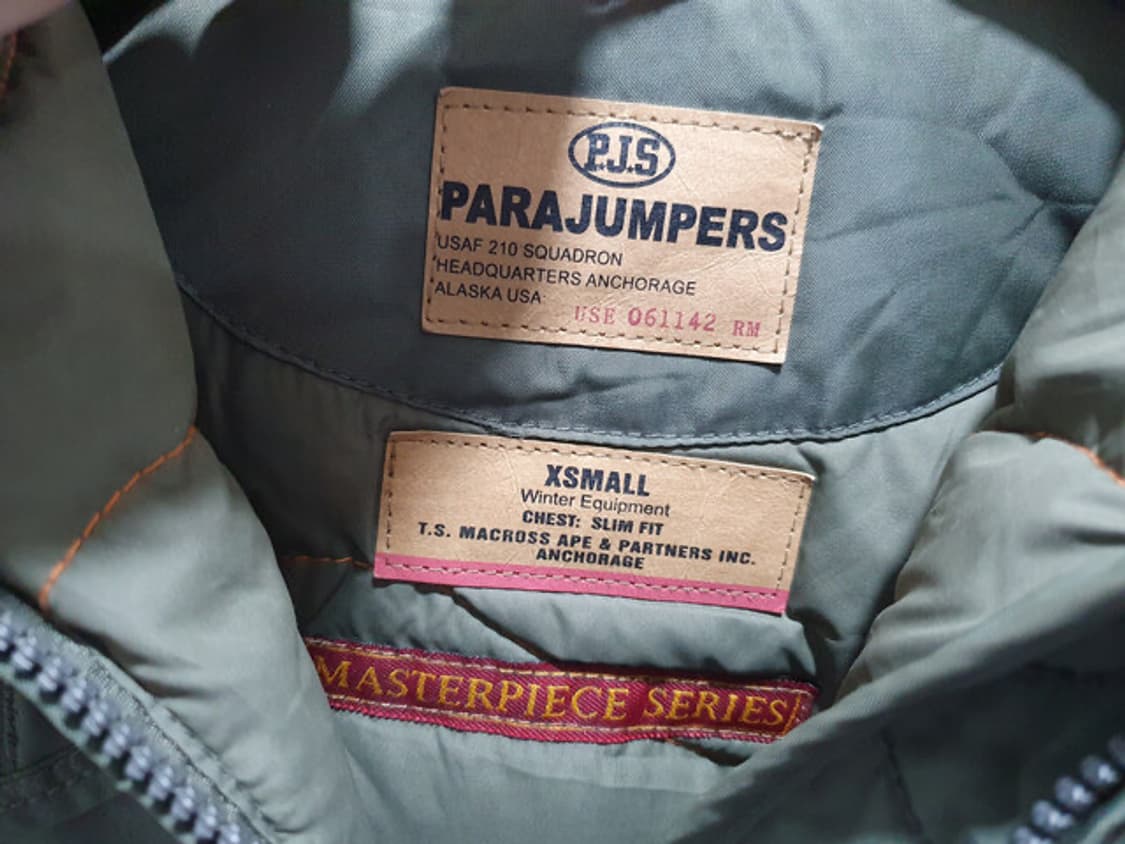 P.J.S
PARAJUMPERS
USAF 210 SQUADRON
HEADQUARTERS ANCHORAGE
ALASKA USA
USE 061142 RM
XSMALL
Winter Equipment
CHEST: SLIM FIT
T.S. MACROSS APE & PARTNERS INC.
ANCHORAGE
MASTERPIECE SERIES